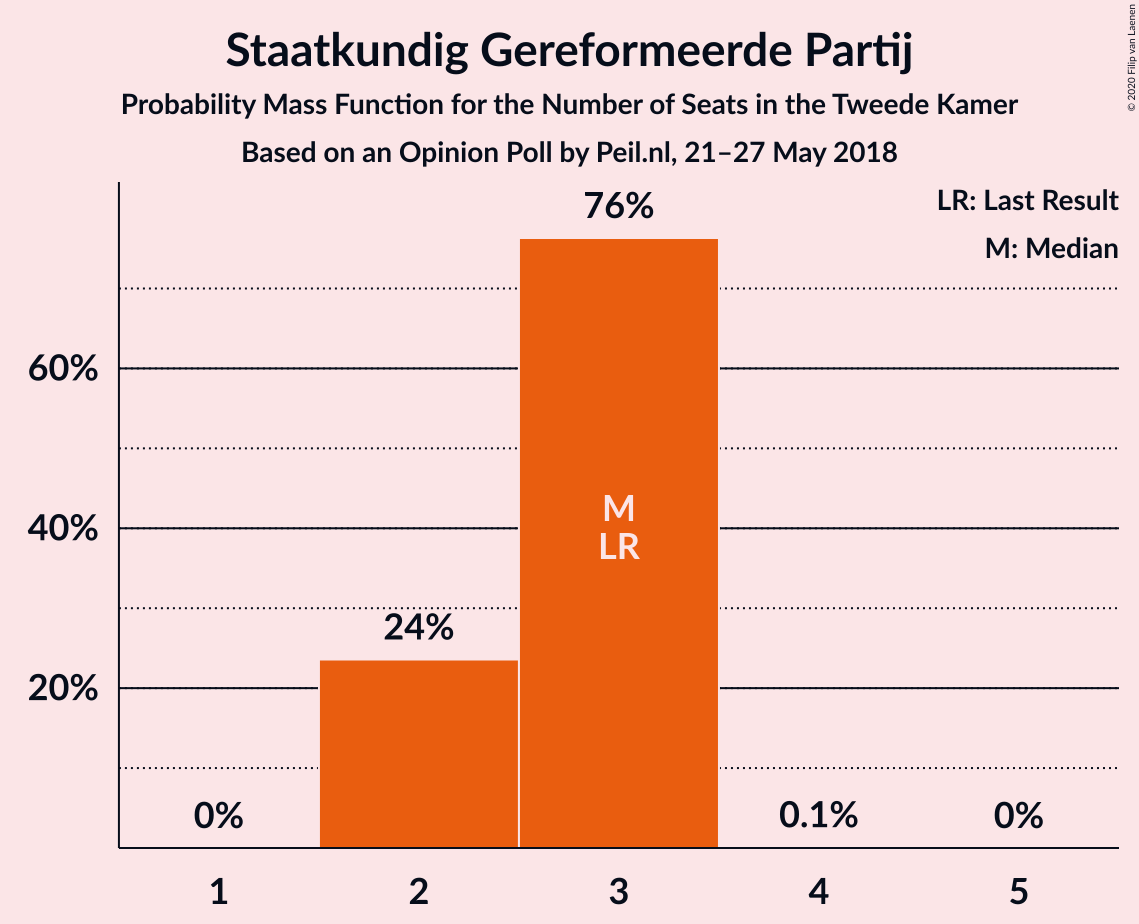 Staatkundig Gereformeerde Partij
Probability Mass Function for the Number of Seats in the Tweede Kamer
Based on an Opinion Poll by Peil.nl, 21–27 May 2018
© 2020 Filip van Laenen
LR: Last Result
M: Median
76%
60%
M
40%
LR
24%
20%
0%
0.1%
0%
1
2
3
4
5